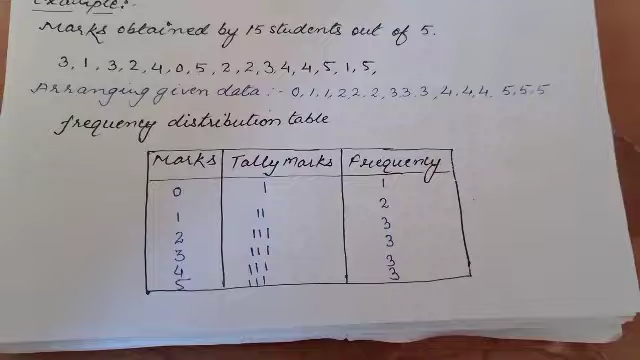 Example:-
Marks obtained by 15 students out of 5.
3, 1, 3, 2, 4, 0, 5, 2, 2, 3, 4, 4, 5, 1, 5,
Arranging given data :- 0, 1, 1, 2, 2, 2, 3, 3, 3, 4, 4, 4, 5, 5, 5
frequency distribution table
Marks Tally marks Frequency
0 | 1
1 || 2
2 ||| 3
3 ||| 3
4 ||| 3
5 ||| 3